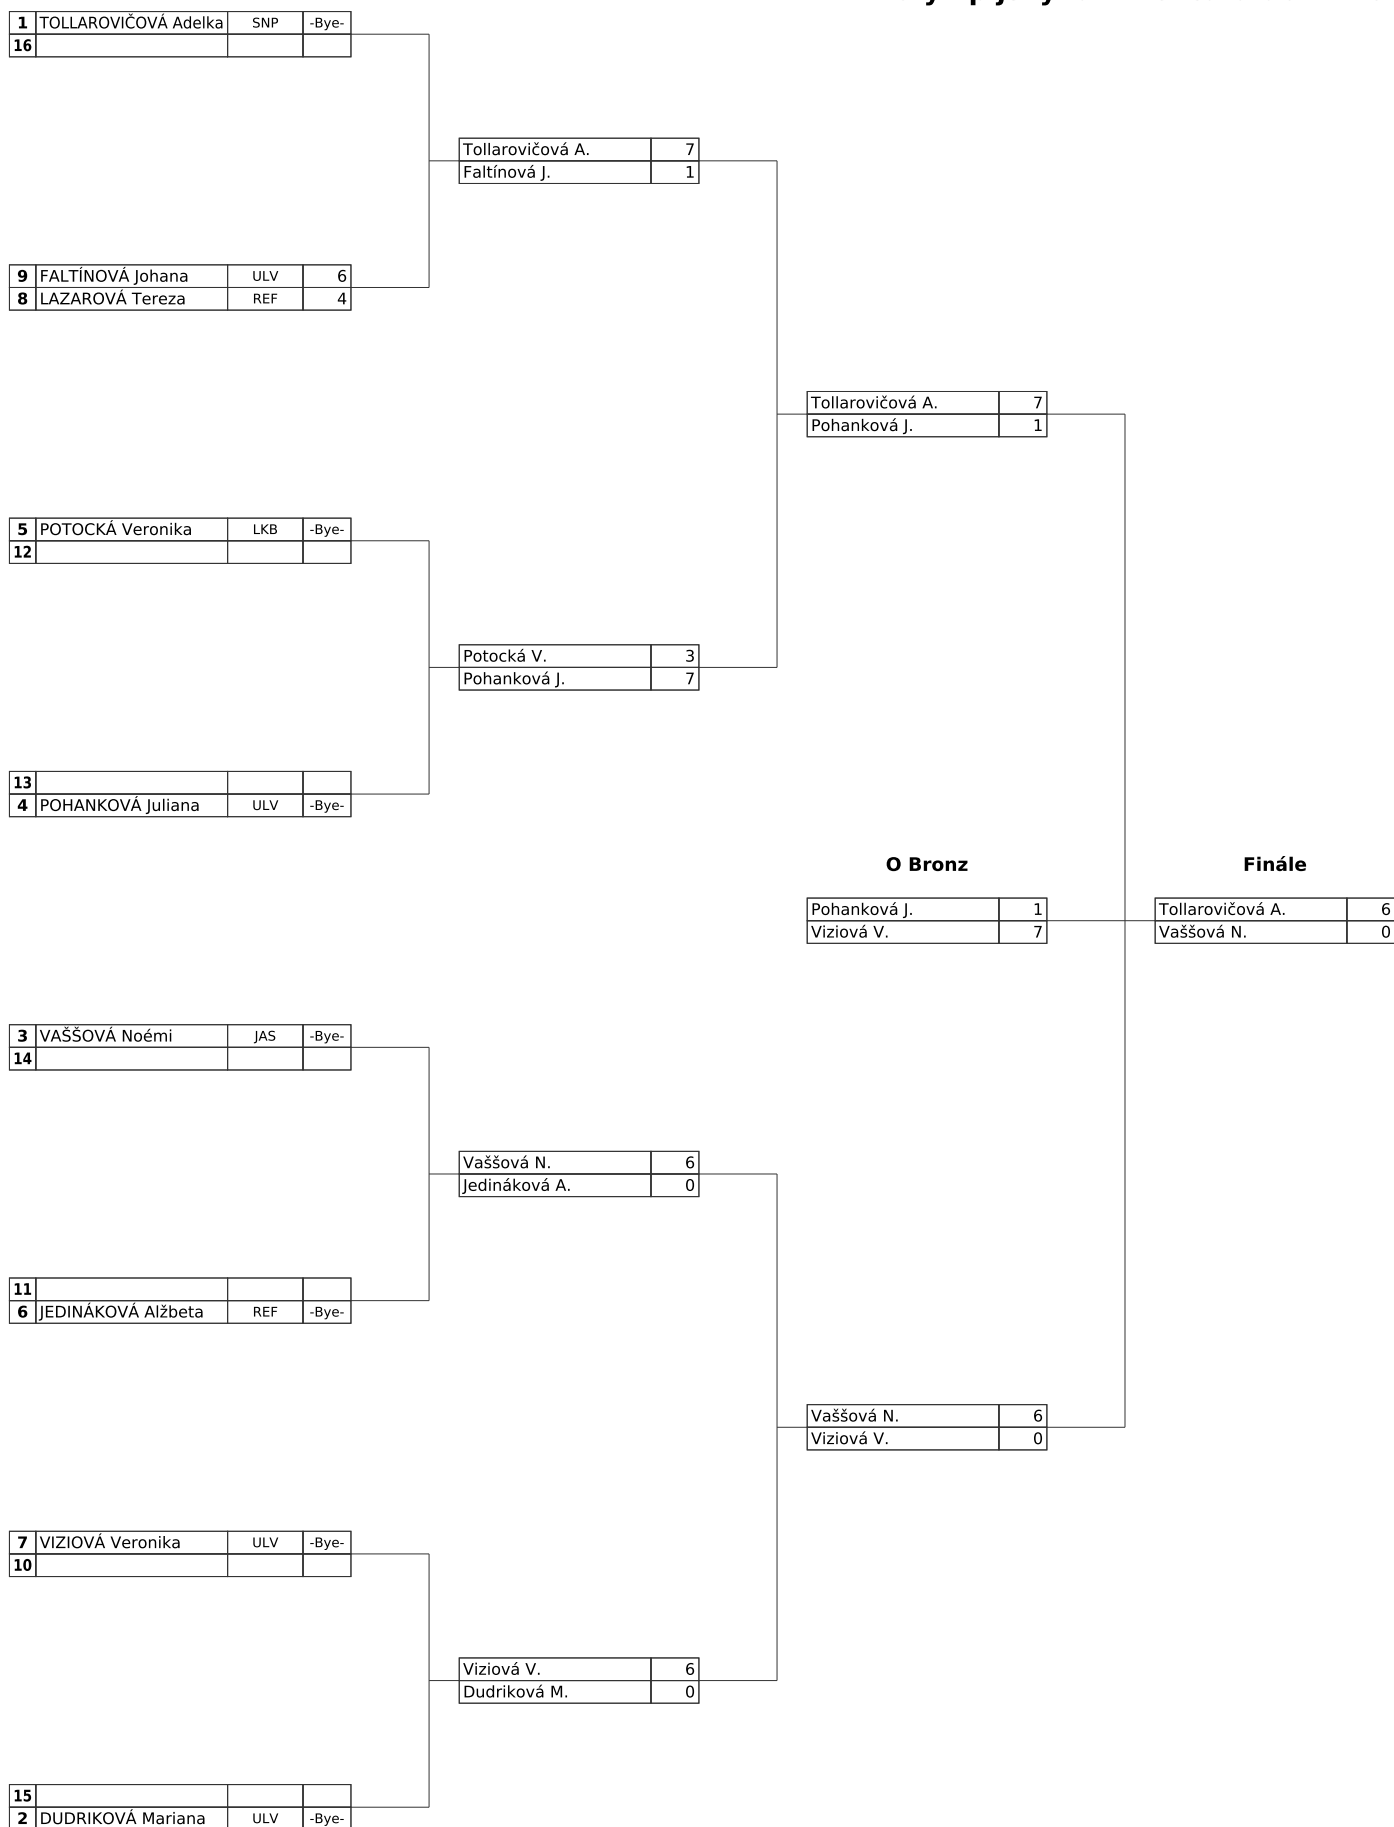 1 TOLLAROVIČOVÁ Adelka SNP -Bye-
16
Tollarovičová A. 7
Faltínová J. 1
9 FALTÍNOVÁ Johana ULV 6
8 LAZAROVÁ Tereza REF 4
Tollarovičová A. 7
Pohanková J. 1
5 POTOCKÁ Veronika LKB -Bye-
12
Potocká V. 3
Pohanková J. 7
13
4 POHANKOVÁ Juliana ULV -Bye-
O Bronz Finále
Pohanková J. 1 Tollarovičová A. 6
Viziová V. 7 Vaššová N. 0
3 VAŠŠOVÁ Noémi JAS -Bye-
14
Vaššová N. 6
Jedináková A. 0
11
6 JEDINÁKOVÁ Alžbeta REF -Bye-
Vaššová N. 6
Viziová V. 0
7 VIZIOVÁ Veronika ULV -Bye-
10
Viziová V. 6
Dudriková M. 0
15
2 DUDRIKOVÁ Mariana ULV -Bye-